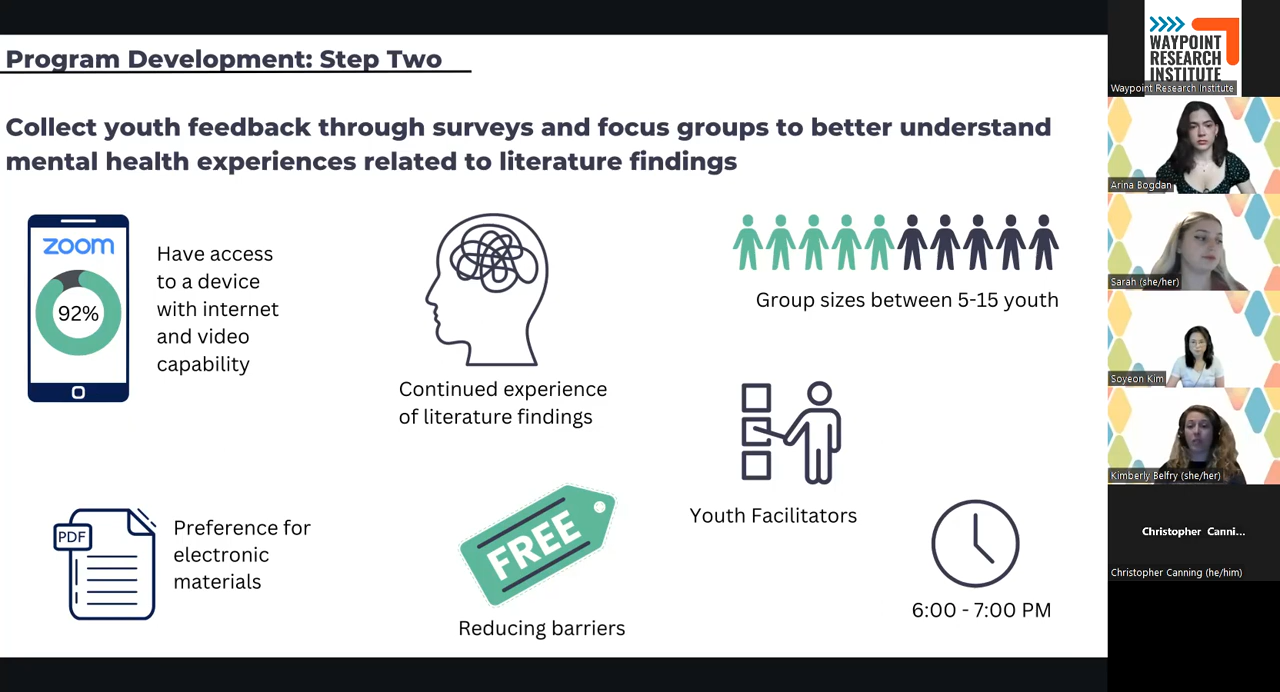 Program Development: Step Two
Collect youth feedback through surveys and focus groups to better understand
mental health experiences related to literature findings
zoom
92%
Have access
to a device
with internet
and video
capability
Continued experience
of literature findings
Group sizes between 5-15 youth
Youth Facilitators
PDF
Preference for
electronic
materials
FREE
Reducing barriers
6:00 - 7:00 PM
WAYPOINT
RESEARCH
INSTITUTE
Waypoint Research Institute
Arina Bogdan
Sarah (she/her)
Soyeon Kim
Kimberly Belfry (she/her)
Christopher Canni...
Christopher Canning (he/him)